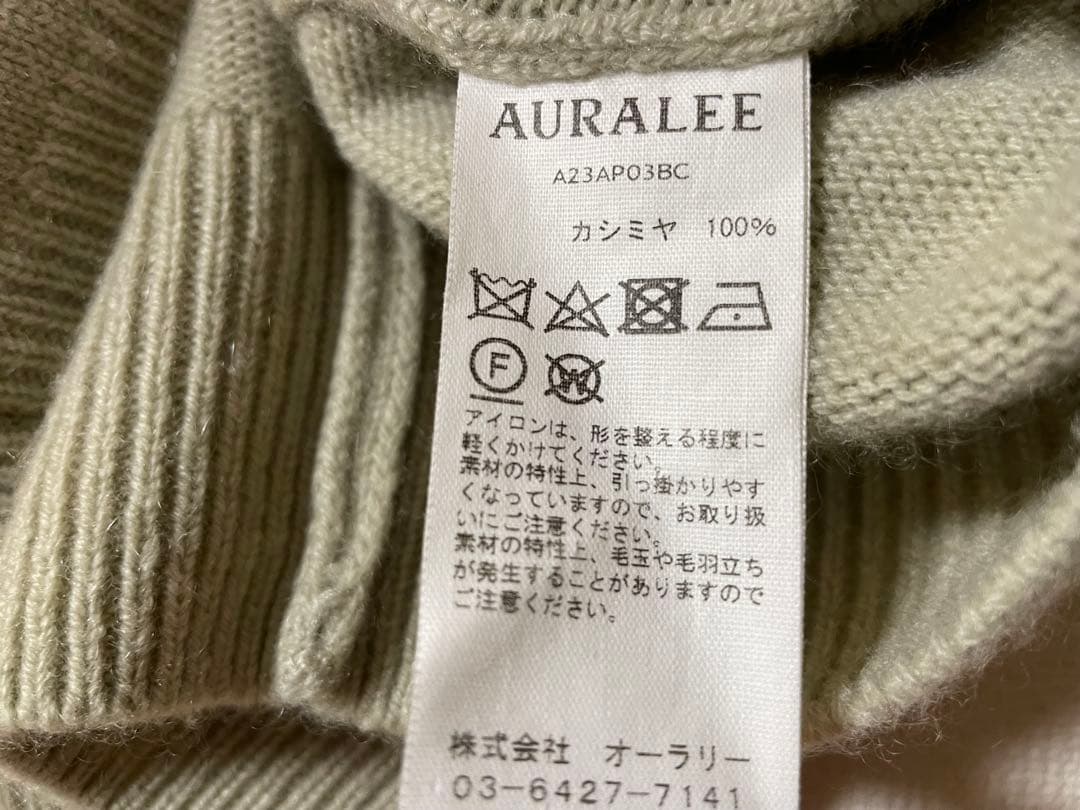 AURALEE
A23AP03BC
カシミヤ 100%
F
W
アイロンは、形を整える程度に
軽くかけてください。
素材の特性上、引っ掛かりやす
くなっていますので、お取り扱
いにご注意ください。
素材の特性上、毛玉や毛羽立ち
が発生することがありますので
ご注意ください。
株式会社 オーラリー
03-6427-7141